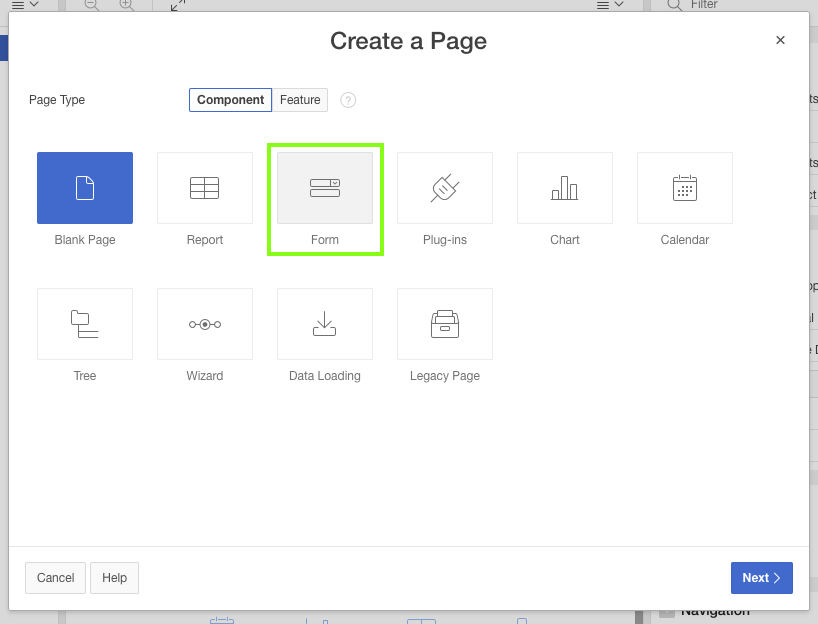 Filter
Create a Page
Page Type
Component Feature ?
Blank Page Report Form Plug-ins Chart Calendar
Tree Wizard Data Loading Legacy Page
Cancel Help Next
Navigation